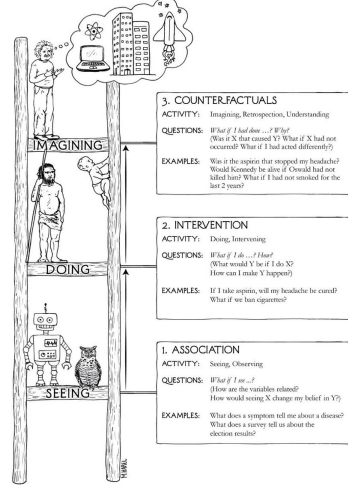 3. COUNTERFACTUALS
ACTIVITY: Imagining, Retrospection, Understanding
QUESTIONS: What if I had done ...? Why?
(Was it X that caused Y? What if X had not
occurred? What if I had acted differently?)
EXAMPLES: Was it the aspirin that stopped my headache?
Would Kennedy be alive if Oswald had not
killed him? What if I had not smoked for the
last 2 years?
IMAGINING
2. INTERVENTION
ACTIVITY: Doing, Intervening
QUESTIONS: What if I do ...? How?
(What would Y be if I do X?
How can I make Y happen?)
EXAMPLES: If I take aspirin, will my headache be cured?
What if we ban cigarettes?
DOING
1. ASSOCIATION
ACTIVITY: Seeing, Observing
QUESTIONS: What if I see ...?
(How are the variables related?
How would seeing X change my belief in Y?)
EXAMPLES: What does a symptom tell me about a disease?
What does a survey tell us about the
election results?
SEEING